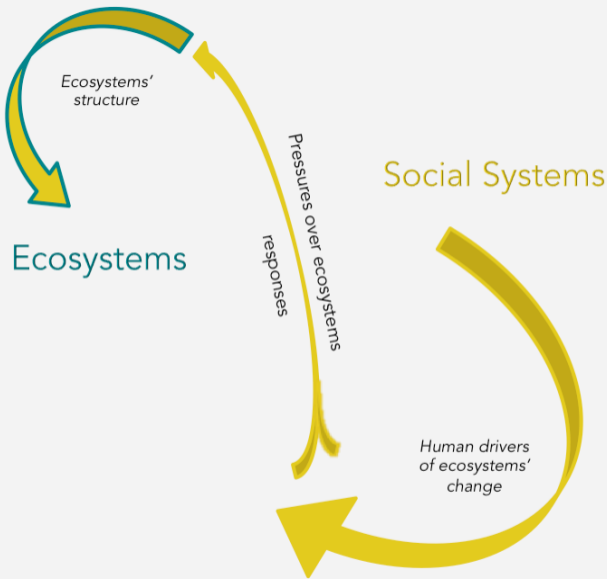 Ecosystems’
structure
Pressures over ecosystems
responses
Social Systems
Ecosystems
Human drivers
of ecosystems’
change